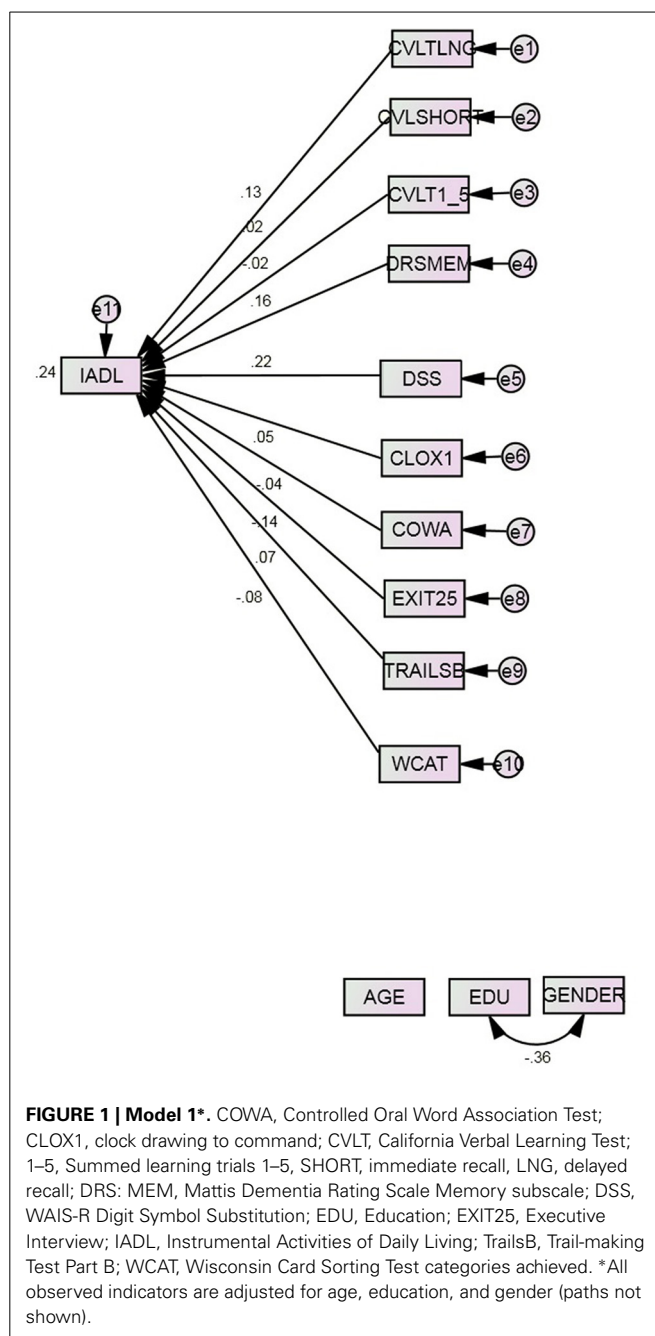 CVLTLNG e1
CVLSHORT e2
.13
CVLT1_5 e3
.02
-.02
DRSMEM e4
.16
e11
.24 IADL
.22
DSS e5
.05
CLOX1 e6
-.04
-.14
COWA e7
.07
-.08
EXIT25 e8
TRAILSB e9
WCAT e10
AGE EDU GENDER
-.36
FIGURE 1 | Model 1*. COWA, Controlled Oral Word Association Test;
CLOX1, clock drawing to command; CVLT, California Verbal Learning Test;
1–5, Summed learning trials 1–5, SHORT, immediate recall, LNG, delayed
recall; DRS: MEM, Mattis Dementia Rating Scale Memory subscale; DSS,
WAIS-R Digit Symbol Substitution; EDU, Education; EXIT25, Executive
Interview; IADL, Instrumental Activities of Daily Living; TrailsB, Trail-making
Test Part B; WCAT, Wisconsin Card Sorting Test categories achieved. *All
observed indicators are adjusted for age, education, and gender (paths not
shown).